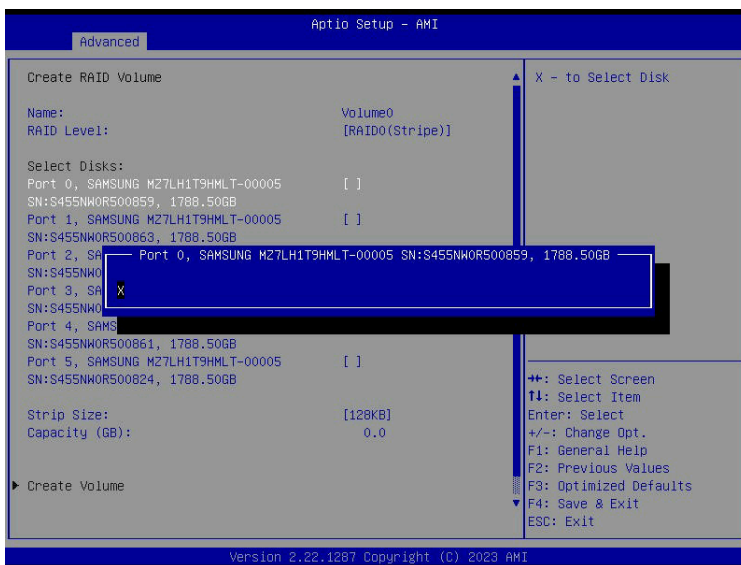 Aptio Setup – AMI
Advanced
Create RAID Volume
Name: Volume0
RAID Level: [RAID0(Stripe)]
Select Disks:
Port 0, SAMSUNG MZ7LH1T9HMLT-00005 [ ]
SN:S455NW0R500859, 1788.50GB
Port 1, SAMSUNG MZ7LH1T9HMLT-00005 [ ]
SN:S455NW0R500863, 1788.50GB
Port 2, SA
SN:S455NW0
Port 3, SA
SN:S455NW0
Port 4, SAMS
SN:S455NW0R500861, 1788.50GB
Port 5, SAMSUNG MZ7LH1T9HMLT-00005 [ ]
SN:S455NW0R500824, 1788.50GB
Strip Size: [128KB]
Capacity (GB): 0.0
Create Volume
Port 0, SAMSUNG MZ7LH1T9HMLT-00005 SN:S455NW0R500859, 1788.50GB
X
X – to Select Disk
→←: Select Screen
↑↓: Select Item
Enter: Select
+/-: Change Opt.
F1: General Help
F2: Previous Values
F3: Optimized Defaults
F4: Save & Exit
ESC: Exit
Version 2.22.1287 Copyright (C) 2023 AMI